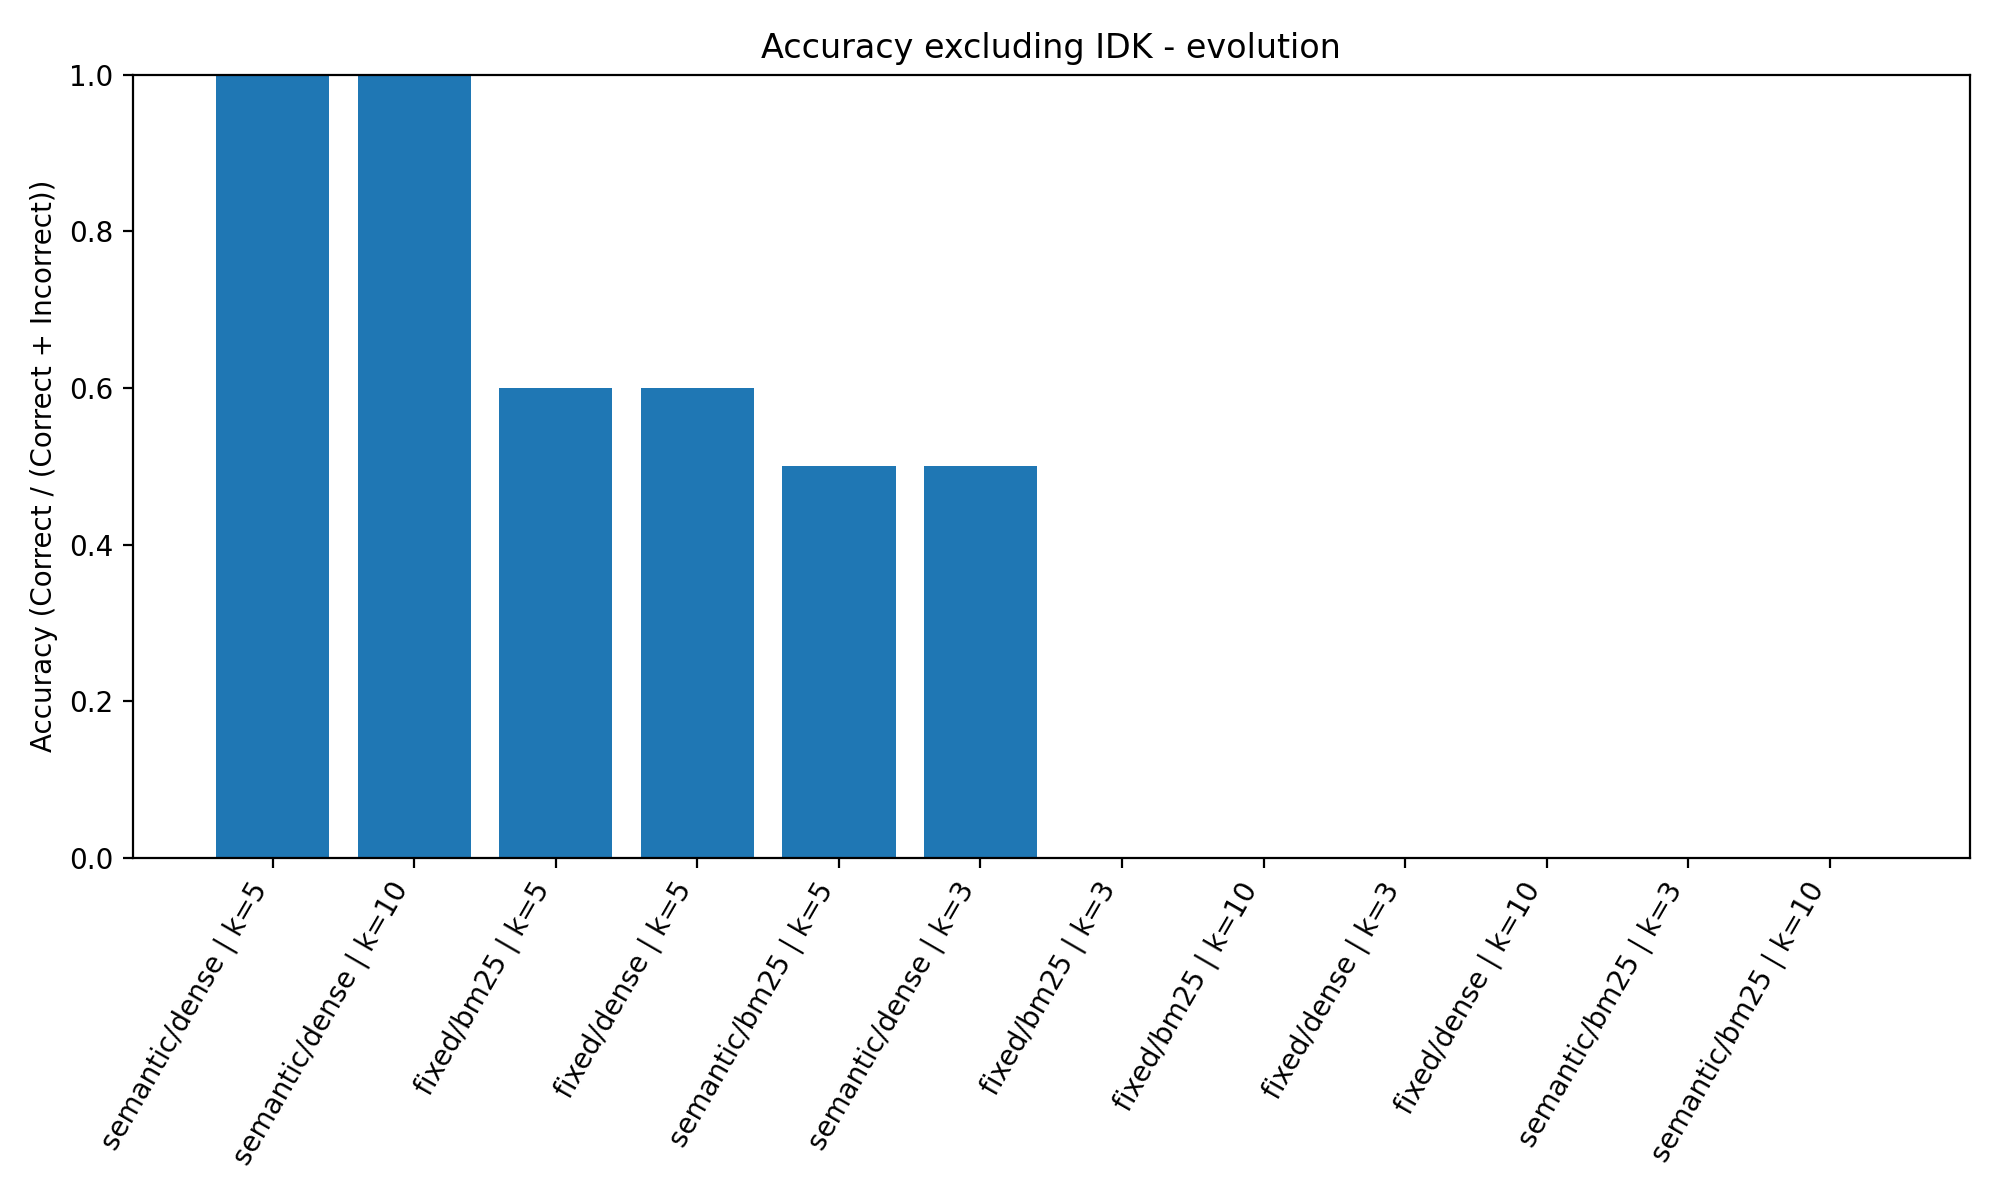 Accuracy excluding IDK - evolution
Accuracy (Correct / (Correct + Incorrect))
1.0
0.8
0.6
0.4
0.2
0.0
semantic/dense | k=5
semantic/dense | k=10
fixed/bm25 | k=5
fixed/dense | k=5
semantic/bm25 | k=5
semantic/dense | k=3
fixed/bm25 | k=3
fixed/bm25 | k=10
fixed/dense | k=3
fixed/dense | k=10
semantic/bm25 | k=3
semantic/bm25 | k=10